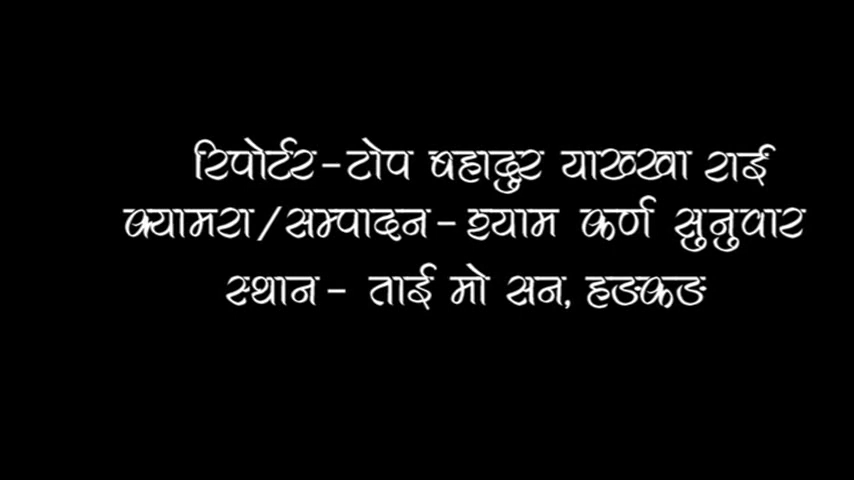 रिपोर्टर-टोप बहादुर याख्खा राई
क्यामरा/सम्पादन- श्याम कर्ण सुनुवार
स्थान- ताई मो सन, हङकङ